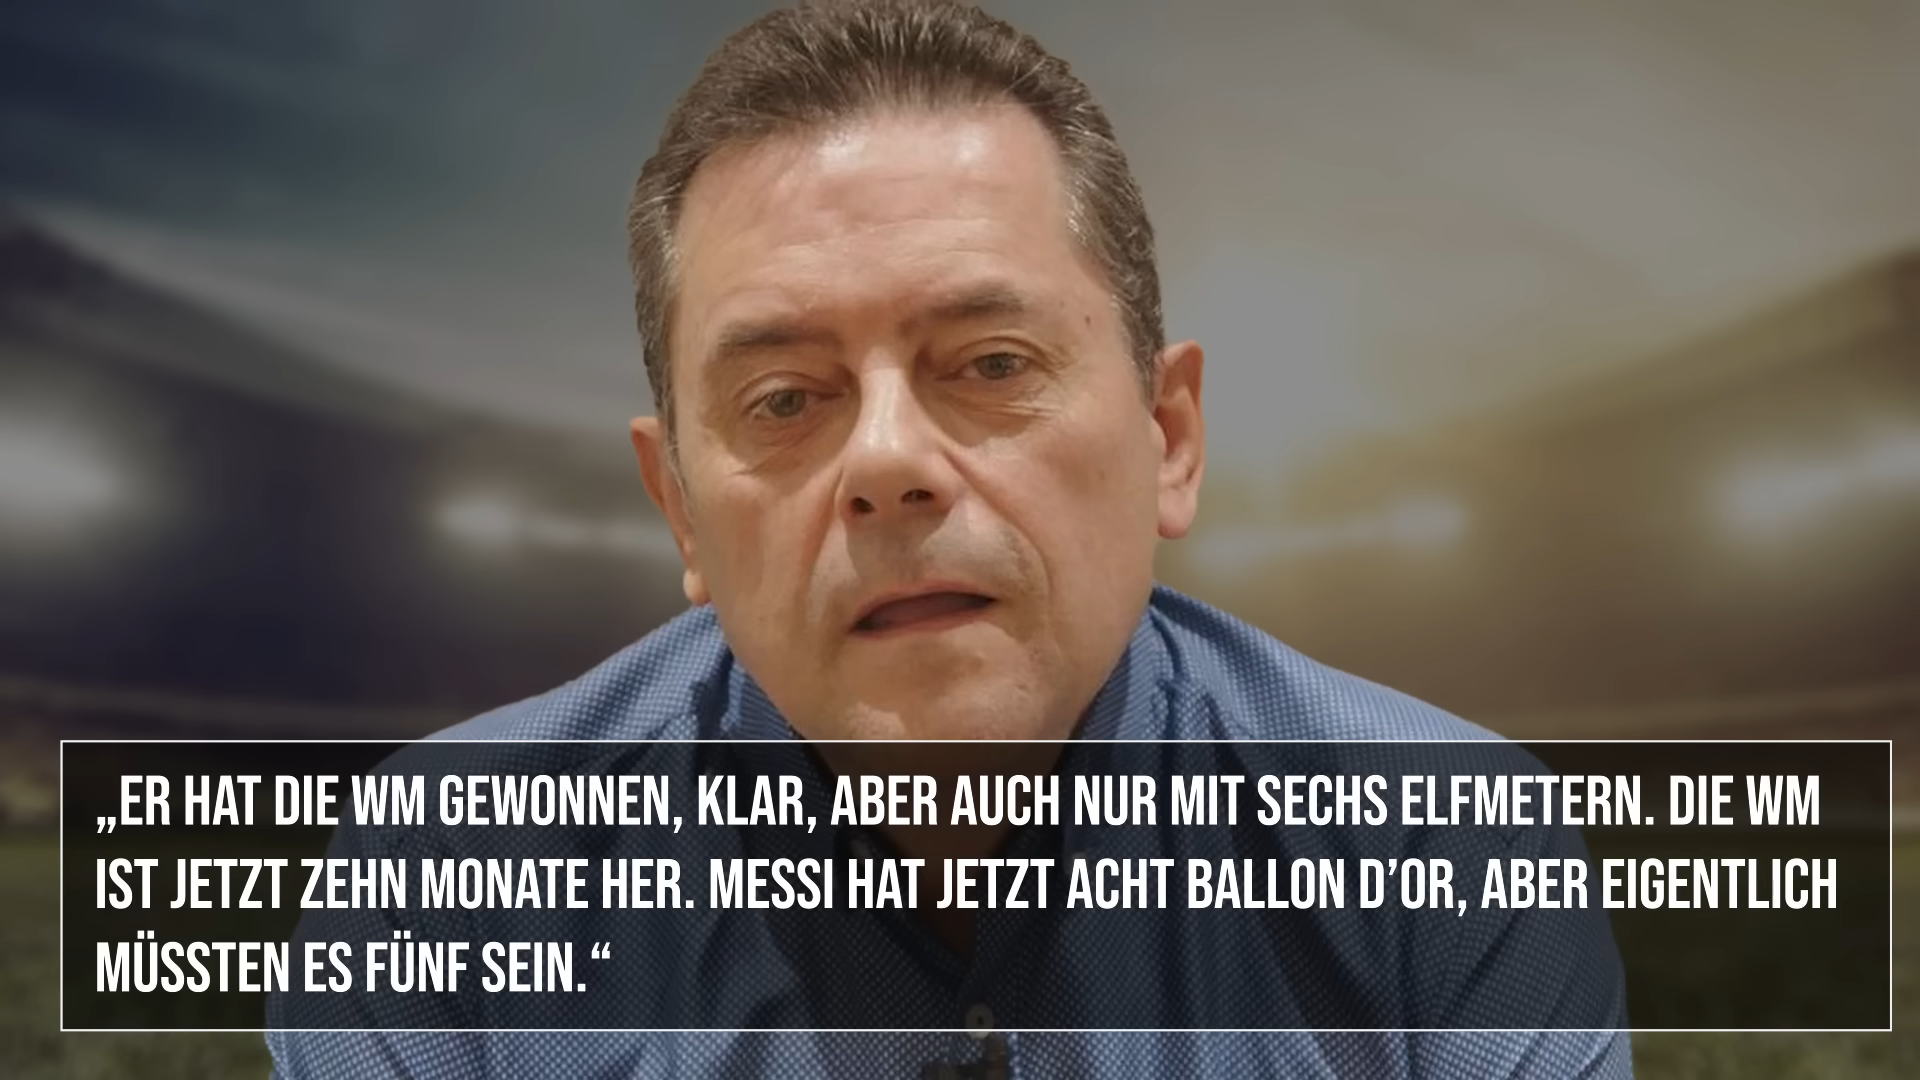 „ER HAT DIE WM GEWONNEN, KLAR, ABER AUCH NUR MIT SECHS ELFMETERN. DIE WM
IST JETZT ZEHN MONATE HER. MESSI HAT JETZT ACHT BALLON D’OR, ABER EIGENTLICH
MÜSSTEN ES FÜNF SEIN.“